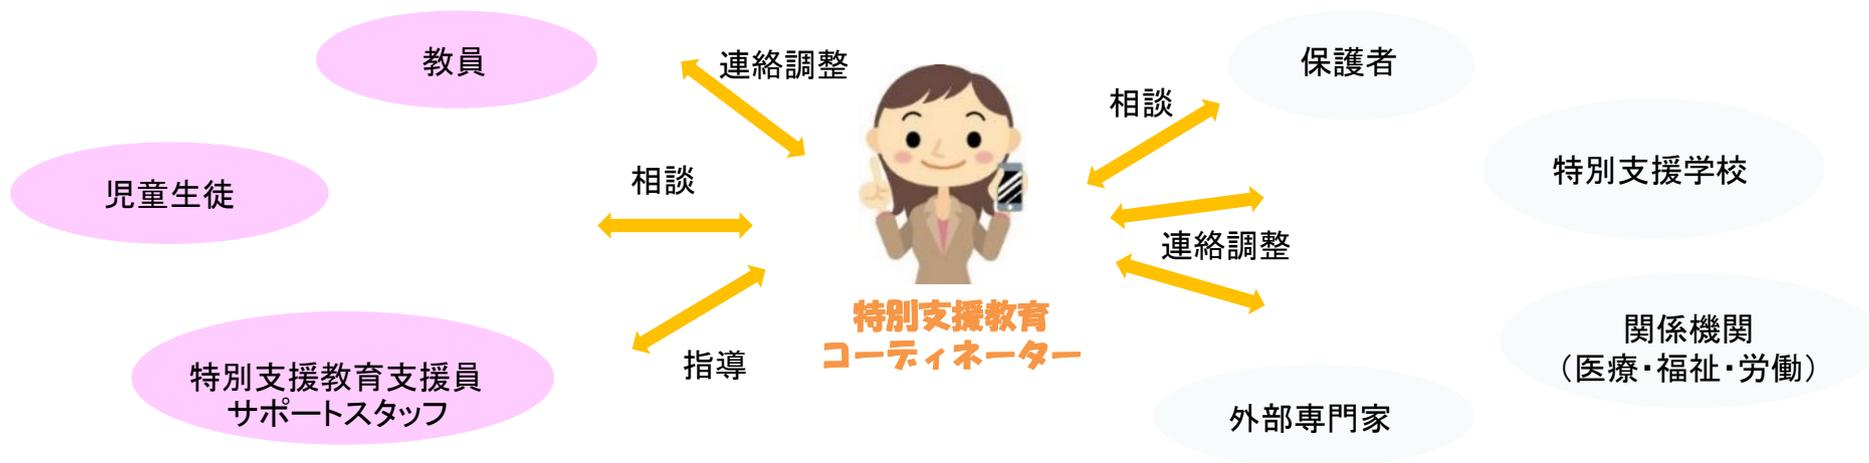 教員
連絡調整
保護者
相談
特別支援学校
児童生徒
相談
連絡調整
特別支援教育
コーディネーター
関係機関
(医療・福祉・労働)
指導
特別支援教育支援員
サポートスタッフ
外部専門家